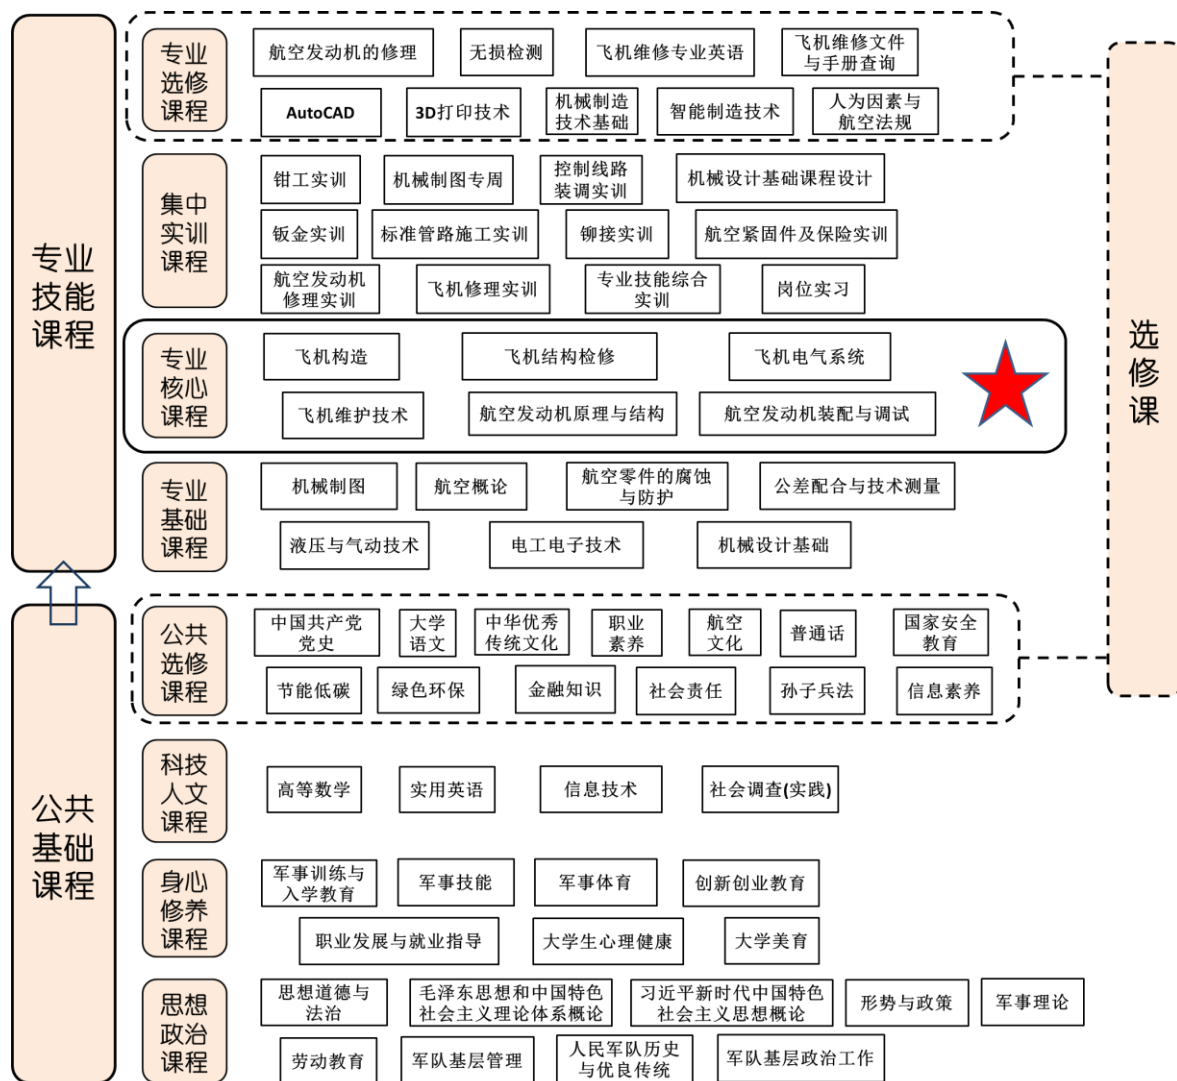 专业
技能
课程
专业
选修
课程
航空发动机的修理
无损检测
飞机维修专业英语
飞机维修文件
与手册查询
AutoCAD
3D打印技术
机械制造
技术基础
智能制造技术
人为因素与
航空法规
集中
实训
课程
钳工实训
机械制图专周
控制线路
装调实训
机械设计基础课程设计
钣金实训
标准管路施工实训
铆接实训
航空紧固件及保险实训
航空发动机
修理实训
飞机修理实训
专业技能综合
实训
岗位实习
专业
核心
课程
飞机构造
飞机结构检修
飞机电气系统
飞机维护技术
航空发动机原理与结构
航空发动机装配与调试
专业
基础
课程
机械制图
航空概论
航空零件的腐蚀
与防护
公差配合与技术测量
液压与气动技术
电工电子技术
机械设计基础
选
修
课
公共
基础
课程
公共
选修
课程
中国共产党
党史
大学
语文
中华优秀
传统文化
职业
素养
航空
文化
普通话
国家安全
教育
节能低碳
绿色环保
金融知识
社会责任
孙子兵法
信息素养
科技
人文
课程
高等数学
实用英语
信息技术
社会调查(实践)
身心
修养
课程
军事训练与
入学教育
军事技能
军事体育
创新创业教育
职业发展与就业指导
大学生心理健康
大学美育
思想
政治
课程
思想道德与
法治
毛泽东思想和中国特色
社会主义理论体系概论
习近平新时代中国特色
社会主义思想概论
形势与政策
军事理论
劳动教育
军队基层管理
人民军队历史
与优良传统
军队基层政治工作